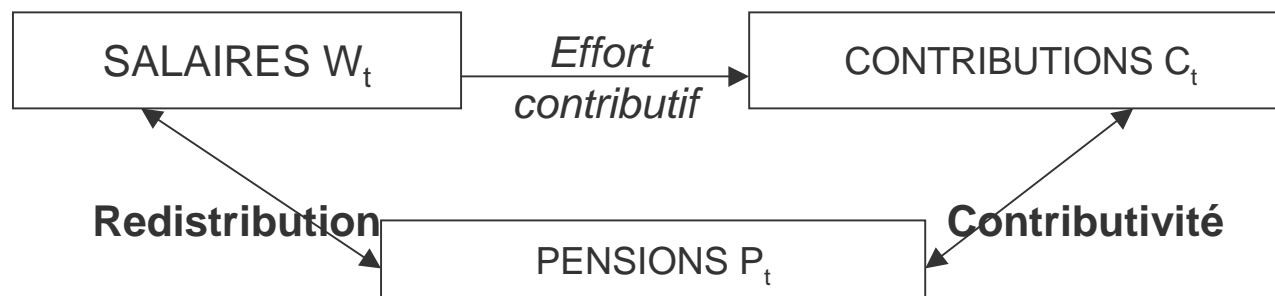 SALAIRES Wₜ
Effort
contributif
CONTRIBUTIONS Cₜ
Redistribution
Contributivité
PENSIONS Pₜ